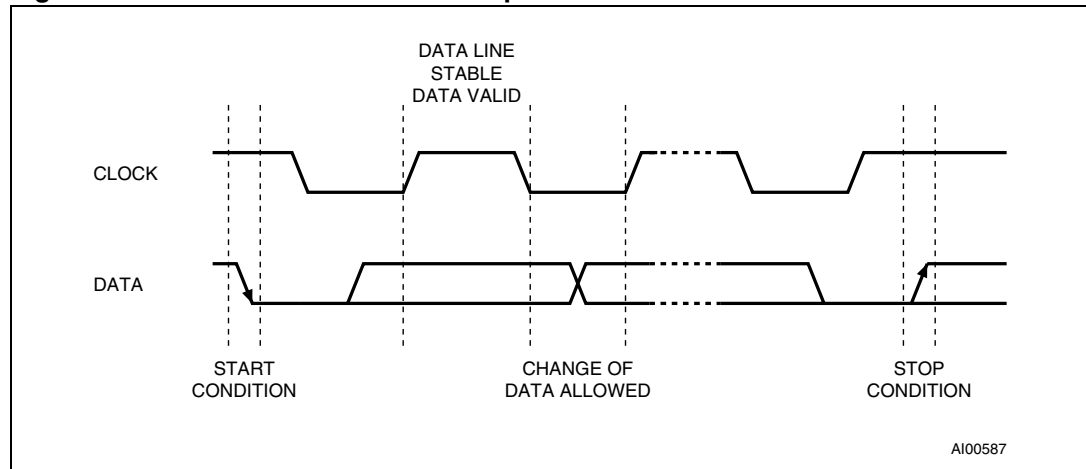 DATA LINE
STABLE
DATA VALID
CLOCK
DATA
START
CONDITION
CHANGE OF
DATA ALLOWED
STOP
CONDITION
AI00587